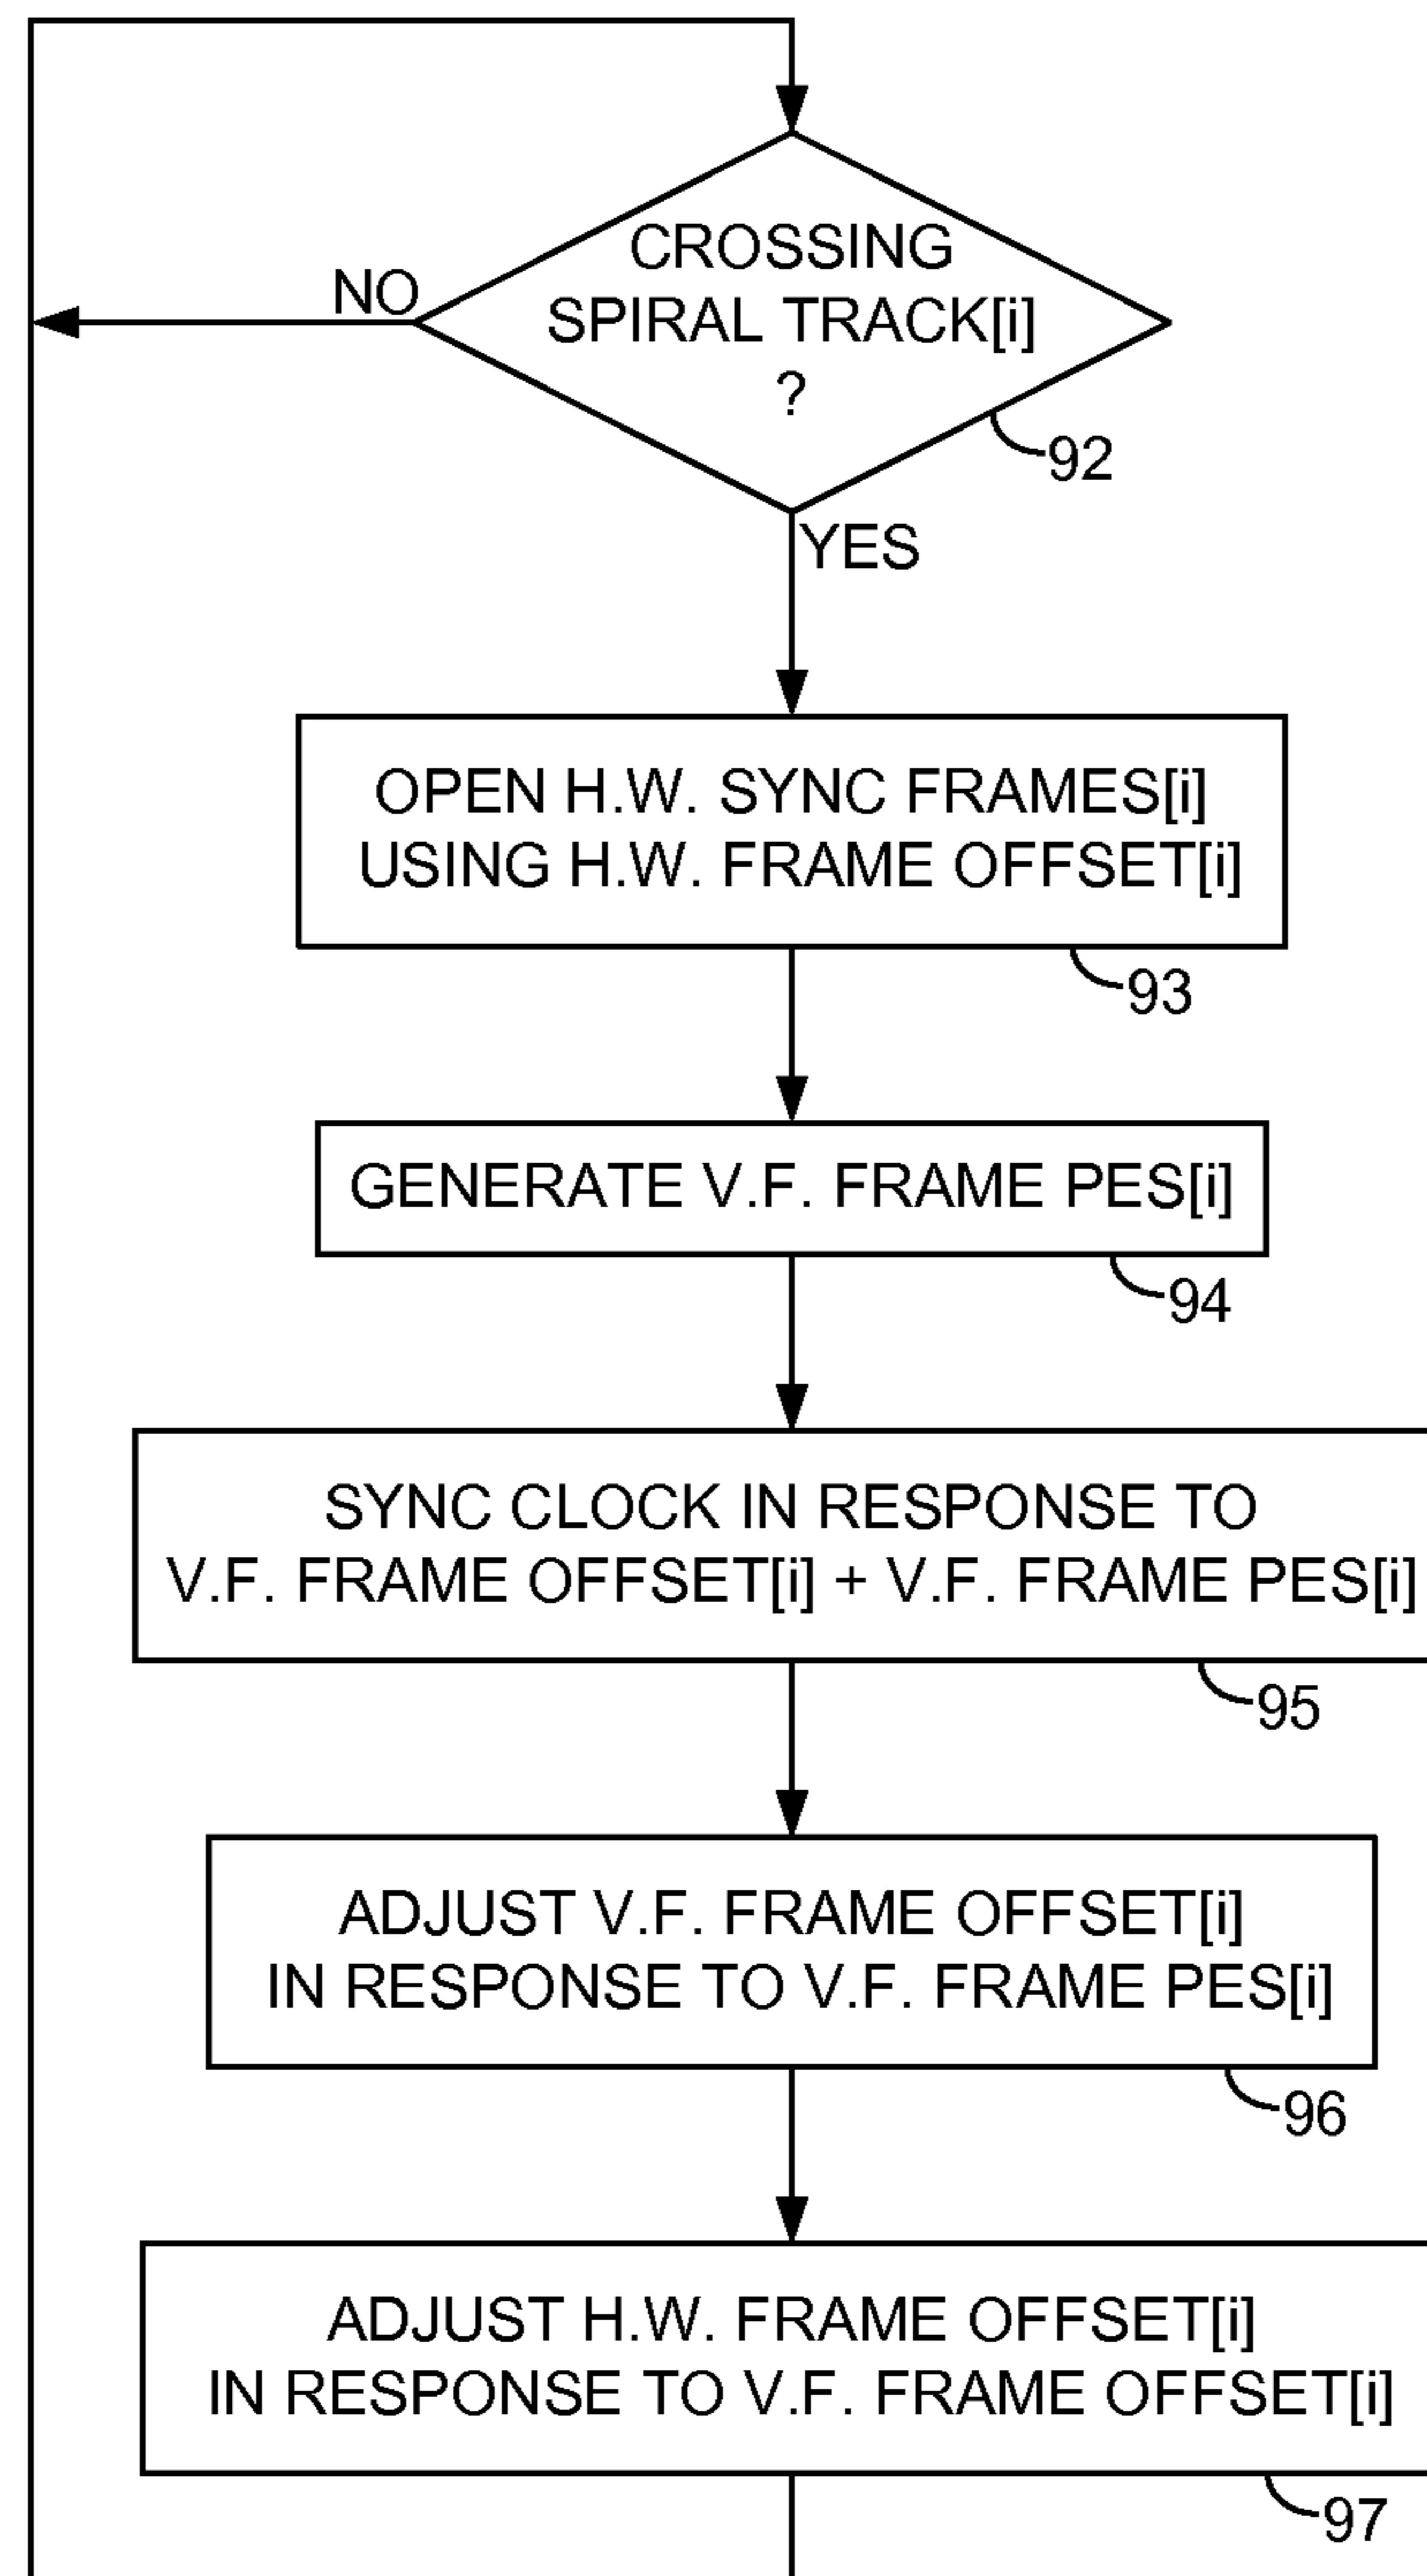 CROSSING
SPIRAL TRACK[i]
?
NO
92
YES
OPEN H.W. SYNC FRAMES[i]
USING H.W. FRAME OFFSET[i]
93
GENERATE V.F. FRAME PES[i]
94
SYNC CLOCK IN RESPONSE TO
V.F. FRAME OFFSET[i] + V.F. FRAME PES[i]
95
ADJUST V.F. FRAME OFFSET[i]
IN RESPONSE TO V.F. FRAME PES[i]
96
ADJUST H.W. FRAME OFFSET[i]
IN RESPONSE TO V.F. FRAME OFFSET[i]
97